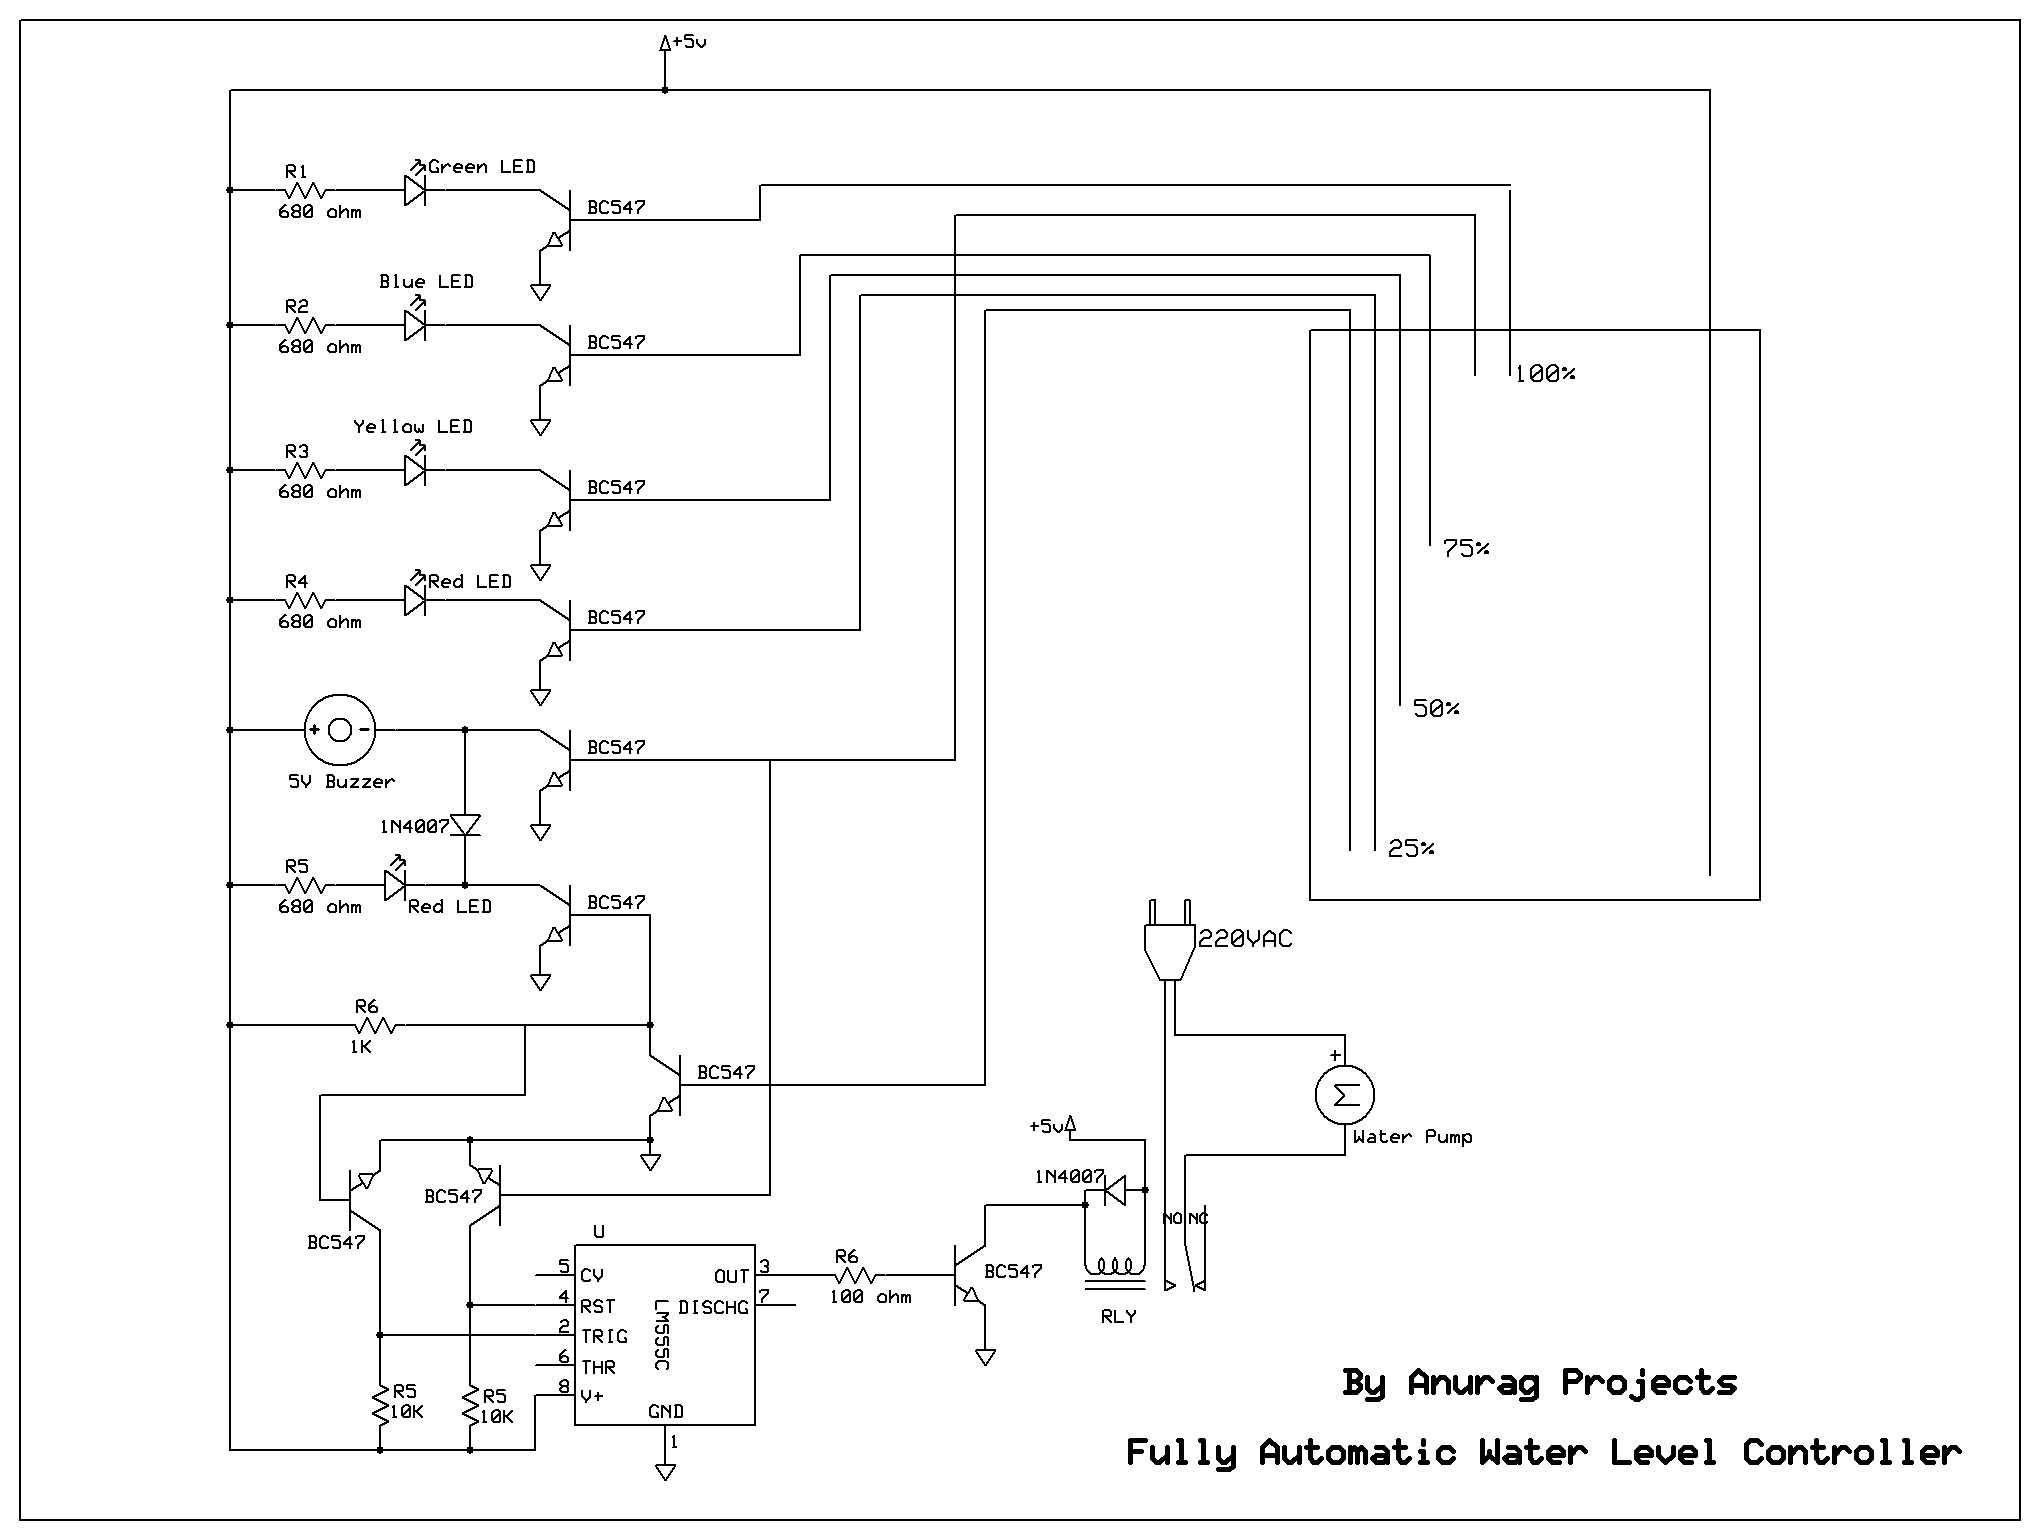 +5v
R1
Green LED
680 ohm
BC547
Blue LED
R2
680 ohm
BC547
100%
Yellow LED
R3
680 ohm
BC547
75%
R4
Red LED
680 ohm
BC547
50%
+ -
BC547
5V Buzzer
1N4007
25%
R5
680 ohm
Red LED
BC547
220VAC
R6
1K
BC547
+
+5v
Water Pump
1N4007
BC547
BC547
NO NC
U
5 CV
4 RST
2 TRIG
6 THR
8 V+
LM555C
OUT 3
DISCHG 7
GND
1
R6
100 ohm
BC547
RLY
R5
10K
R5
10K
By Anurag Projects
Fully Automatic Water Level Controller